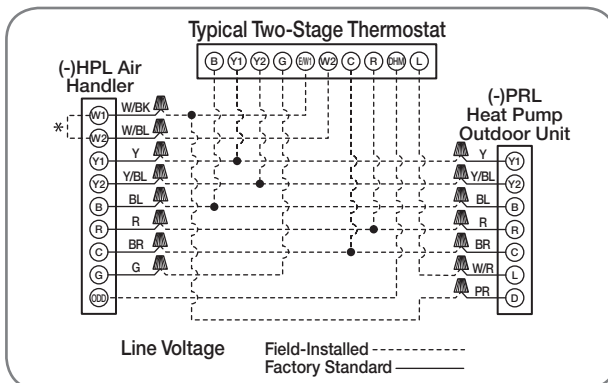 Typical Two-Stage Thermostat
B Y1 Y2 G E/W1 W2 C R DHM L
(-)HPL Air
Handler
W1 W/BK
*
W2 W/BL
Y1 Y
Y2 Y/BL
B BL
R R
C BR
G G
ODD
(-)PRL
Heat Pump
Outdoor Unit
Y Y1
Y/BL Y2
BL B
R R
BR C
W/R L
PR D
Line Voltage
Field-Installed
Factory Standard